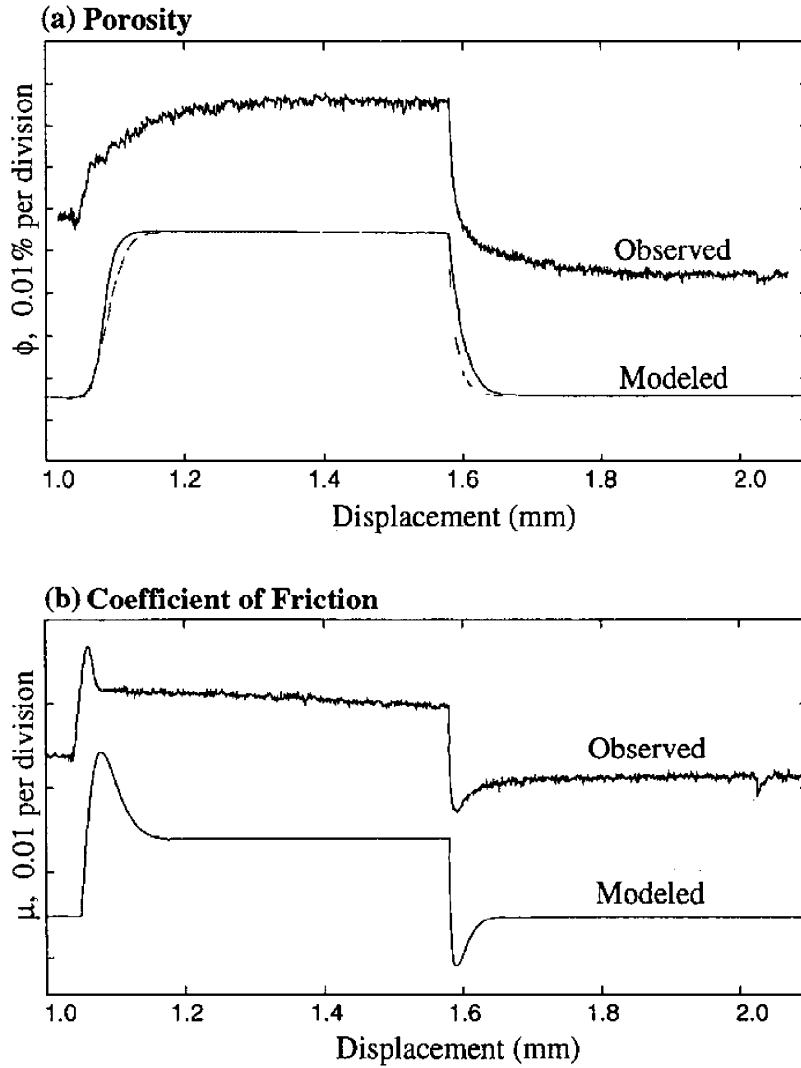 (a) Porosity
ϕ, 0.01% per division
Observed
Modeled
1.0 1.2 1.4 1.6 1.8 2.0
Displacement (mm)
(b) Coefficient of Friction
μ, 0.01 per division
Observed
Modeled
1.0 1.2 1.4 1.6 1.8 2.0
Displacement (mm)